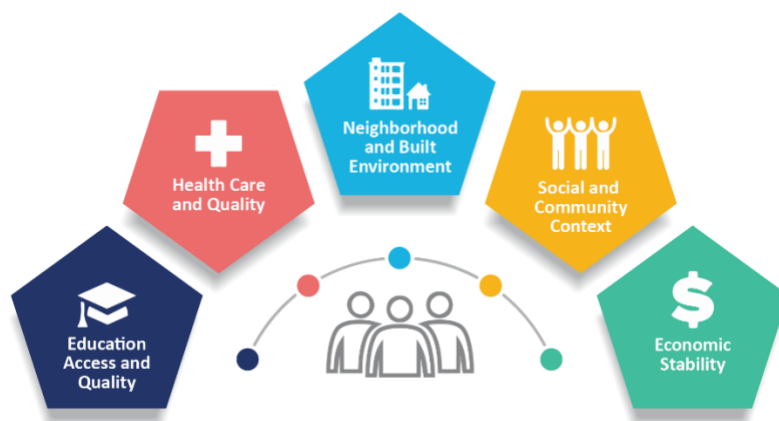 Education
Access and
Quality
Health Care
and Quality
Neighborhood
and Built
Environment
Social and
Community
Context
$
Economic
Stability